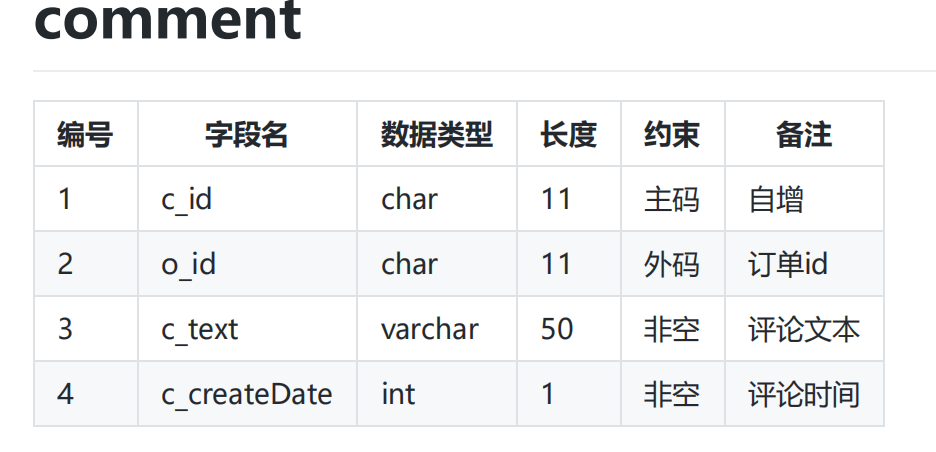 comment
编号 字段名 数据类型 长度 约束 备注
1 c_id char 11 主码 自增
2 o_id char 11 外码 订单id
3 c_text varchar 50 非空 评论文本
4 c_createDate int 1 非空 评论时间